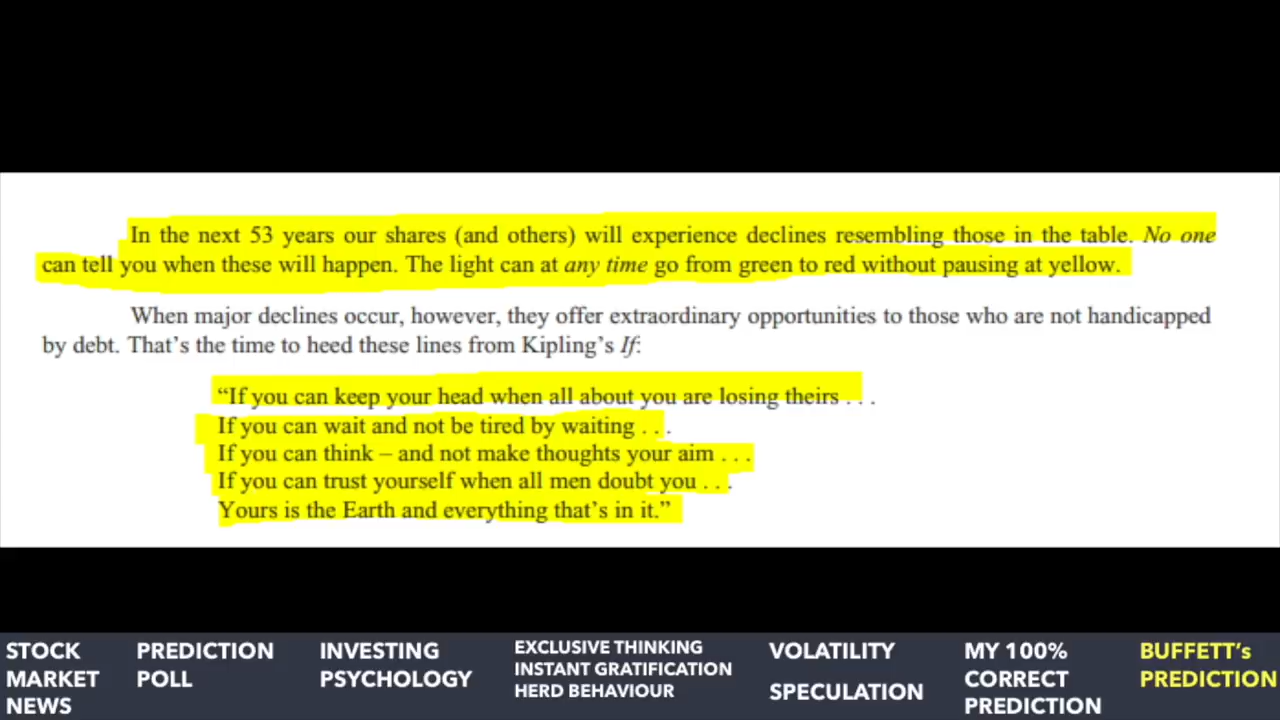 In the next 53 years our shares (and others) will experience declines resembling those in the table. No one
can tell you when these will happen. The light can at any time go from green to red without pausing at yellow.
When major declines occur, however, they offer extraordinary opportunities to those who are not handicapped
by debt. That's the time to heed these lines from Kipling's If:
“If you can keep your head when all about you are losing theirs . . .
If you can wait and not be tired by waiting . . .
If you can think – and not make thoughts your aim . . .
If you can trust yourself when all men doubt you . . .
Yours is the Earth and everything that's in it.”
STOCK
MARKET
NEWS
PREDICTION
POLL
INVESTING
PSYCHOLOGY
EXCLUSIVE THINKING
INSTANT GRATIFICATION
HERD BEHAVIOUR
VOLATILITY
SPECULATION
MY 100%
CORRECT
PREDICTION
BUFFETT's
PREDICTION